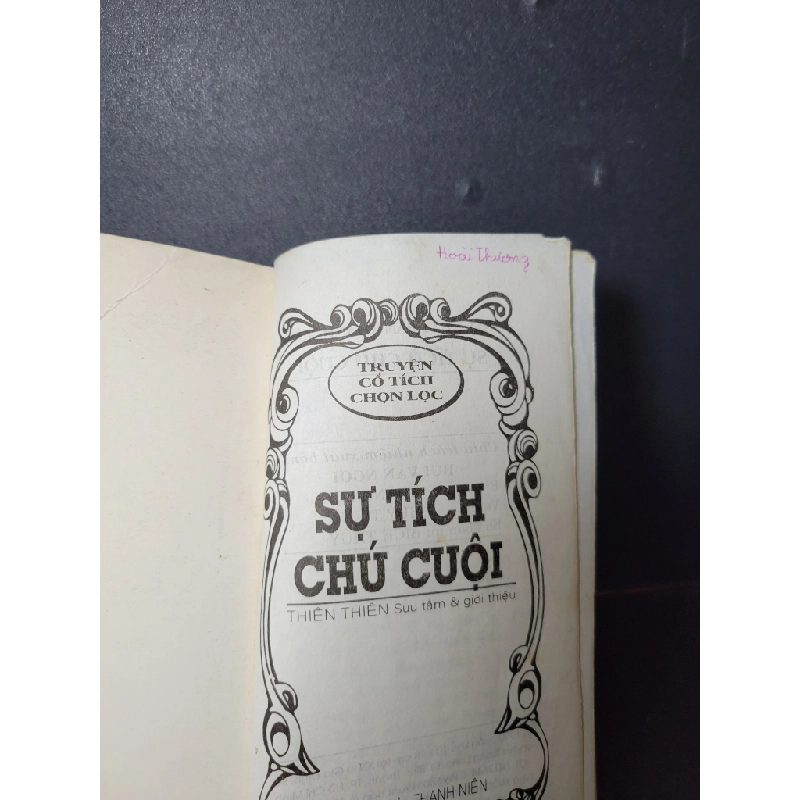 Hoài Thương
TRUYỆN
CỔ TÍCH
CHỌN LỌC
SỰ TÍCH
CHÚ CUỘI
THIÊN THIÊN Sưu tầm & giới thiệu
THANH NIÊN